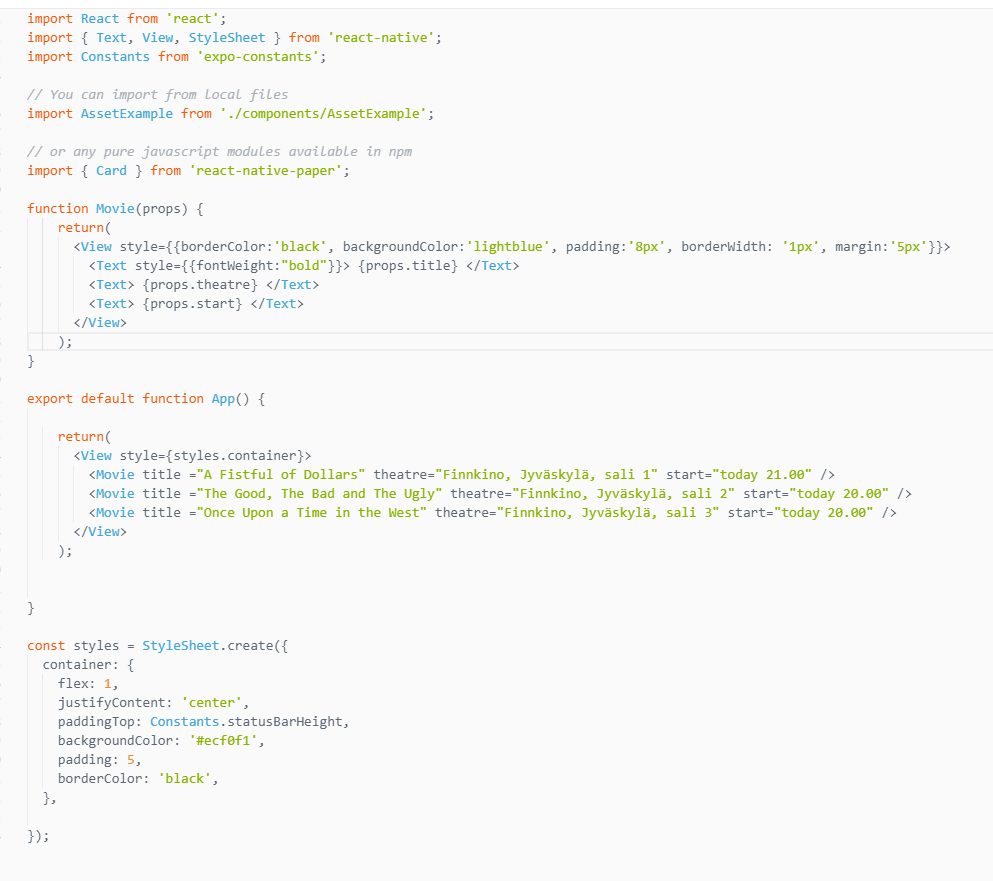 import React from 'react';
import { Text, View, StyleSheet } from 'react-native';
import Constants from 'expo-constants';

// You can import from local files
import AssetExample from './components/AssetExample';

// or any pure javascript modules available in npm
import { Card } from 'react-native-paper';

function Movie(props) {
    return(
      <View style={{borderColor:'black', backgroundColor:'lightblue', padding:'8px', borderWidth: '1px', margin:'5px'}}>
        <Text style={{fontWeight:"bold"}}> {props.title} </Text>
        <Text> {props.theatre} </Text>
        <Text> {props.start} </Text>
      </View>
    );
}

export default function App() {

    return(
      <View style={styles.container}>
        <Movie title ="A Fistful of Dollars" theatre="Finnkino, Jyväskylä, sali 1" start="today 21.00" />
        <Movie title ="The Good, The Bad and The Ugly" theatre="Finnkino, Jyväskylä, sali 2" start="today 20.00" />
        <Movie title ="Once Upon a Time in the West" theatre="Finnkino, Jyväskylä, sali 3" start="today 20.00" />
      </View>
    );


}

const styles = StyleSheet.create({
  container: {
    flex: 1,
    justifyContent: 'center',
    paddingTop: Constants.statusBarHeight,
    backgroundColor: '#ecf0f1',
    padding: 5,
    borderColor: 'black',
  },

});